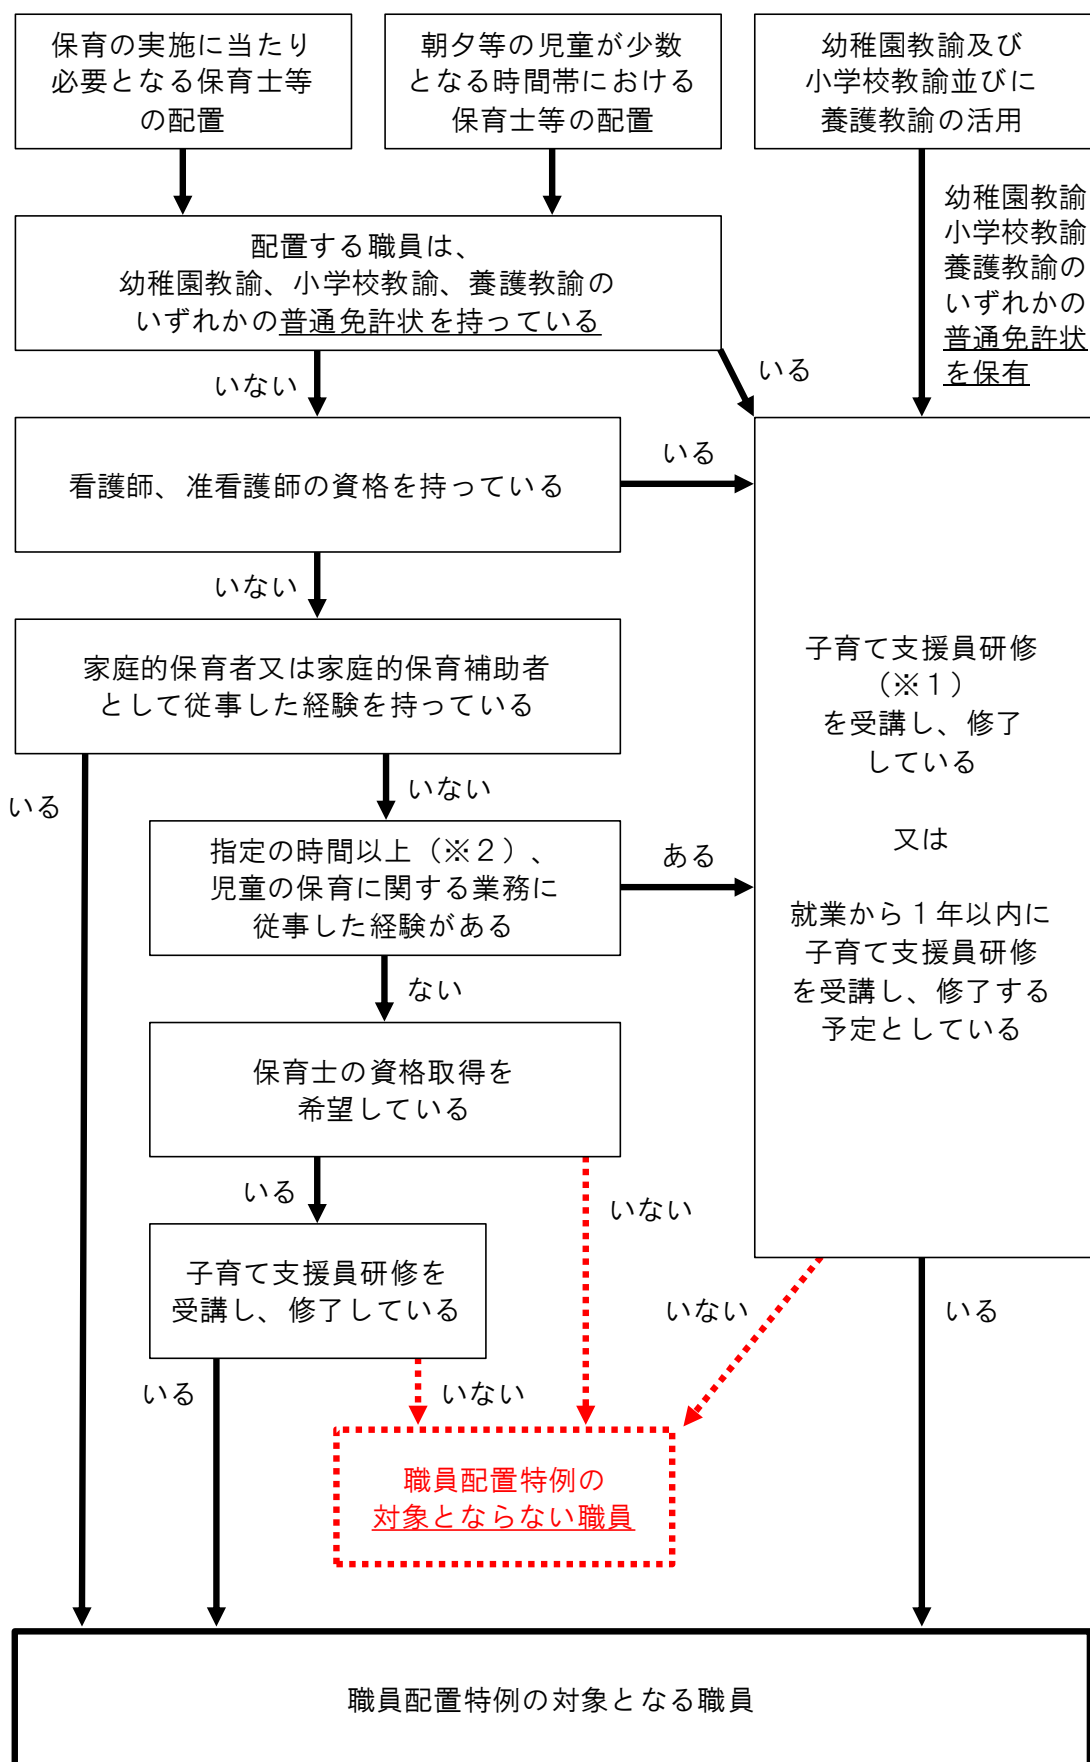 保育の実施に当たり
必要となる保育士等
の配置
朝夕等の児童が少数
となる時間帯における
保育士等の配置
幼稚園教諭及び
小学校教諭並びに
養護教諭の活用
幼稚園教諭
小学校教諭
養護教諭の
いずれかの
普通免許状
を保有
配置する職員は、
幼稚園教諭、小学校教諭、養護教諭の
いずれかの普通免許状を持っている
いない
いる
看護師、准看護師の資格を持っている
いる
いない
家庭的保育者又は家庭的保育補助者
として従事した経験を持っている
いる
いない
指定の時間以上（※２）、
児童の保育に関する業務に
従事した経験がある
ある
ない
子育て支援員研修
（※１）
を受講し、修了
している
又は
就業から１年以内に
子育て支援員研修
を受講し、修了する
予定としている
保育士の資格取得を
希望している
いる
いない
子育て支援員研修を
受講し、修了している
いる
いない
いない
いる
職員配置特例の
対象とならない職員
職員配置特例の対象となる職員